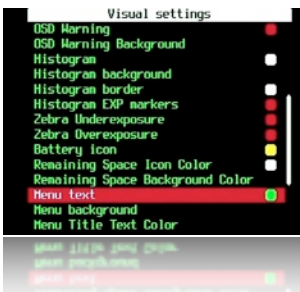 Visual settings
OSD Warning
OSD Warning Background
Histogram
Histogram background
Histogram border
Histogram EXP markers
Zebra Underexposure
Zebra Overexposure
Battery icon
Remaining Space Icon Color
Remaining Space Background Color
Menu text
Menu background
Menu Title Text Color